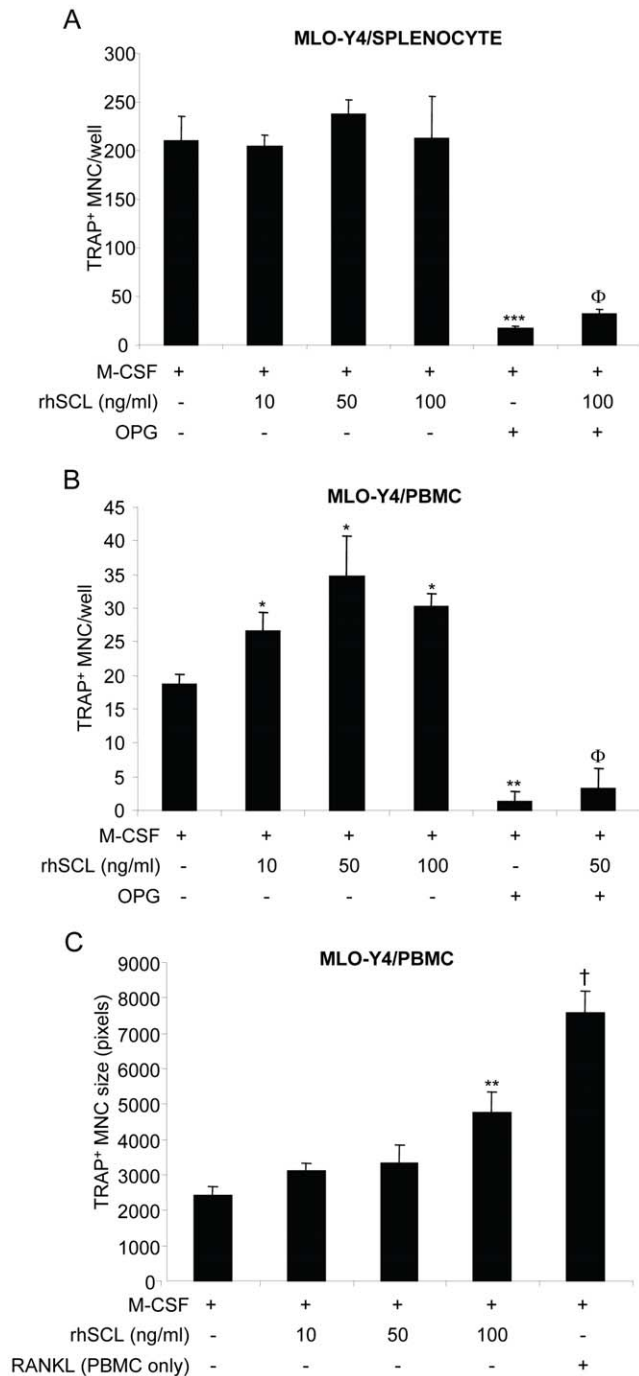 A
MLO-Y4/SPLENOCYTE
TRAP⁺ MNC/well
300
250
200
150
100
50
0
***
Φ
M-CSF + + + + + +
rhSCL (ng/ml) - 10 50 100 - 100
OPG - - - - + +
B
MLO-Y4/PBMC
TRAP⁺ MNC/well
45
40
35
30
25
20
15
10
5
0
* * * ** Φ
M-CSF + + + + + +
rhSCL (ng/ml) - 10 50 100 - 50
OPG - - - - + +
C
MLO-Y4/PBMC
TRAP⁺ MNC size (pixels)
9000
8000
7000
6000
5000
4000
3000
2000
1000
0
** †
M-CSF + + + + +
rhSCL (ng/ml) - 10 50 100 -
RANKL (PBMC only) - - - - +